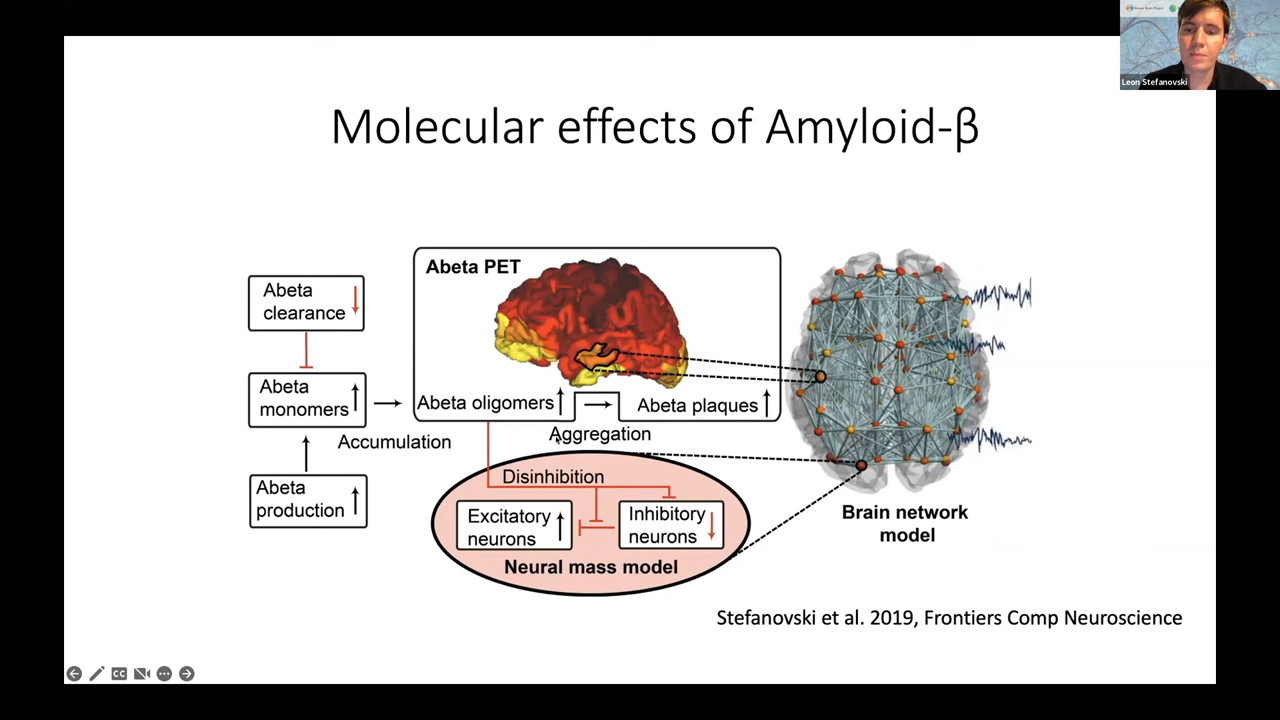 Leon Stefanovski
Molecular effects of Amyloid-β
Abeta
clearance
Abeta
monomers
Accumulation
Abeta
production
Abeta PET
Abeta oligomers
Abeta plaques
Aggregation
Disinhibition
Excitatory
neurons
Inhibitory
neurons
Neural mass model
Brain network
model
Stefanovski et al. 2019, Frontiers Comp Neuroscience
CC